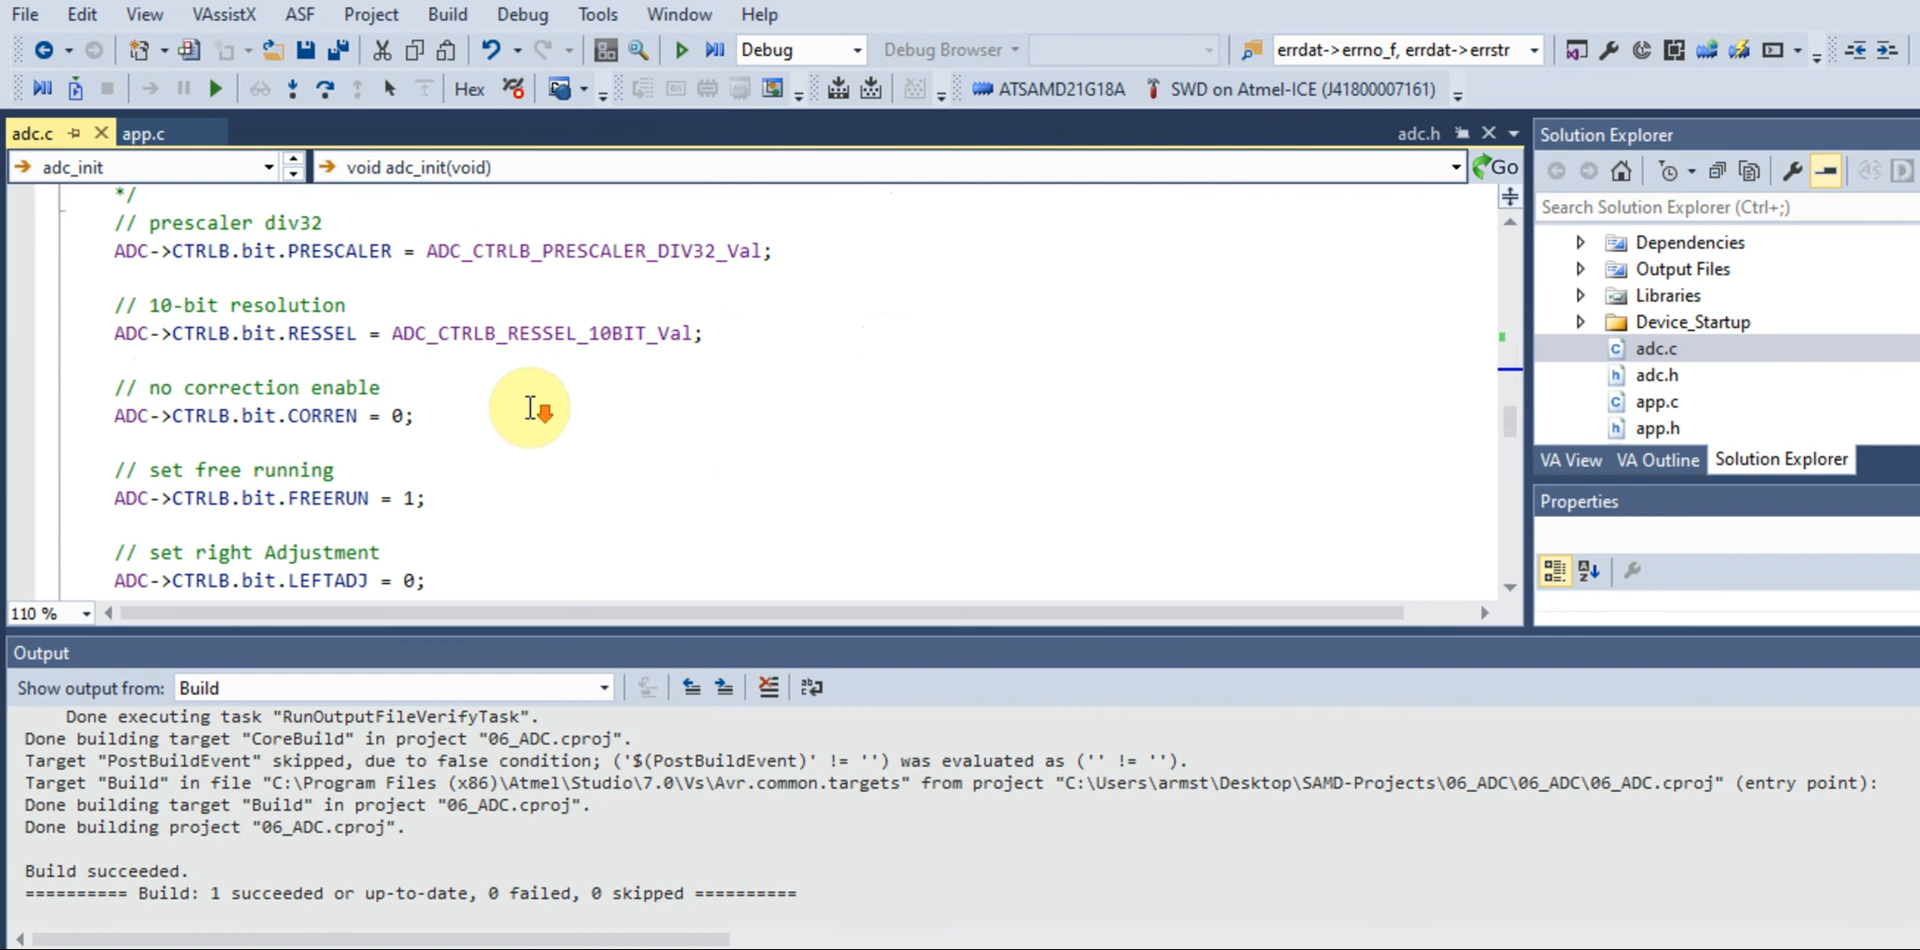 File Edit View VAssistX ASF Project Build Debug Tools Window Help
Debug Debug Browser errdat->errno_f, errdat->errstr
Hex ATSAMD21G18A SWD on Atmel-ICE (J41800007161)
adc.c app.c adc.h
adc_init void adc_init(void) Go
*/
// prescaler div32
ADC->CTRLB.bit.PRESCALER = ADC_CTRLB_PRESCALER_DIV32_Val;
// 10-bit resolution
ADC->CTRLB.bit.RESSEL = ADC_CTRLB_RESSEL_10BIT_Val;
// no correction enable
ADC->CTRLB.bit.CORREN = 0;
// set free running
ADC->CTRLB.bit.FREERUN = 1;
// set right Adjustment
ADC->CTRLB.bit.LEFTADJ = 0;
110 %
Solution Explorer
Search Solution Explorer (Ctrl+;)
Dependencies
Output Files
Libraries
Device_Startup
adc.c
adc.h
app.c
app.h
VA View VA Outline Solution Explorer
Properties
Output
Show output from: Build
Done executing task "RunOutputFileVerifyTask".
Done building target "CoreBuild" in project "06_ADC.cproj".
Target "PostBuildEvent" skipped, due to false condition; ('$(PostBuildEvent)' != '') was evaluated as ('' != '').
Target "Build" in file "C:\Program Files (x86)\Atmel\Studio\7.0\Vs\Avr.common.targets" from project "C:\Users\armst\Desktop\SAMD-Projects\06_ADC\06_ADC\06_ADC.cproj" (entry point):
Done building target "Build" in project "06_ADC.cproj".
Done building project "06_ADC.cproj".
Build succeeded.
========== Build: 1 succeeded or up-to-date, 0 failed, 0 skipped ==========